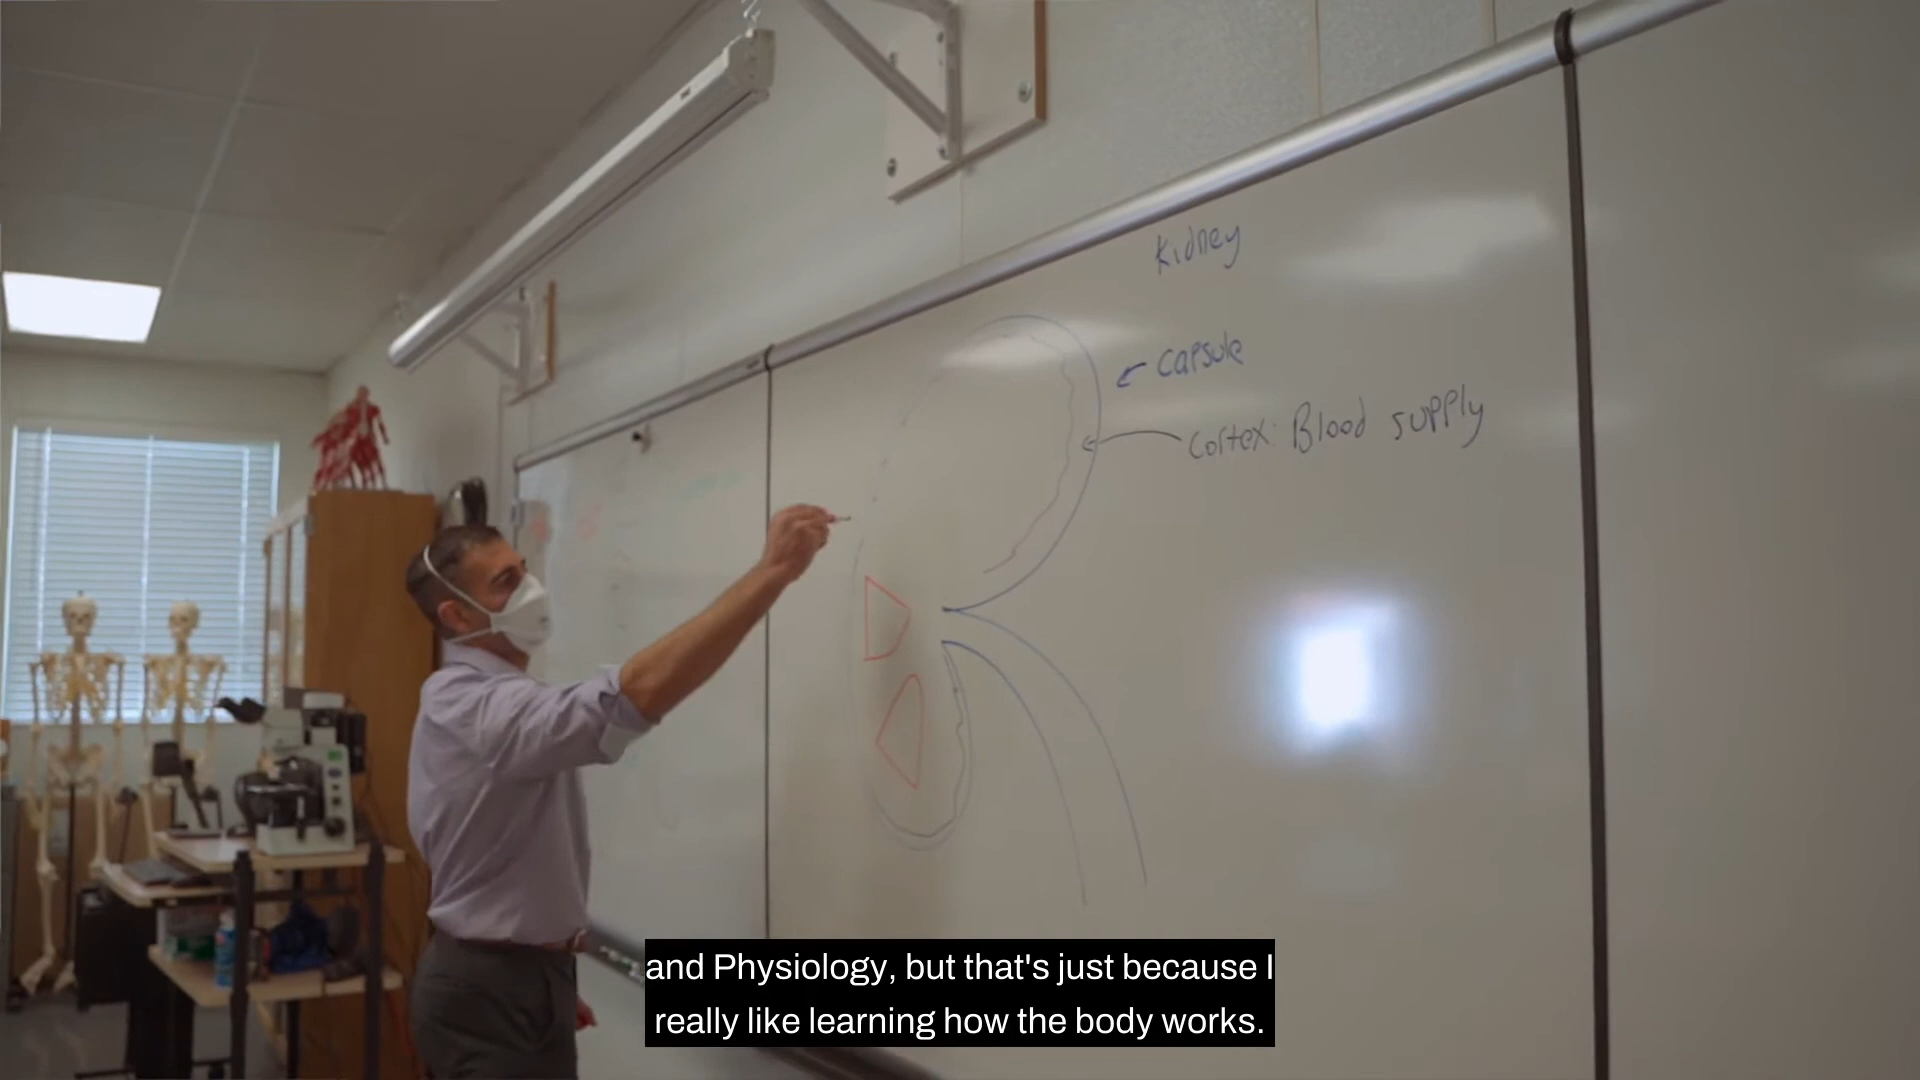 Kidney
capsule
cortex: Blood supply
and Physiology, but that's just because I
really like learning how the body works.